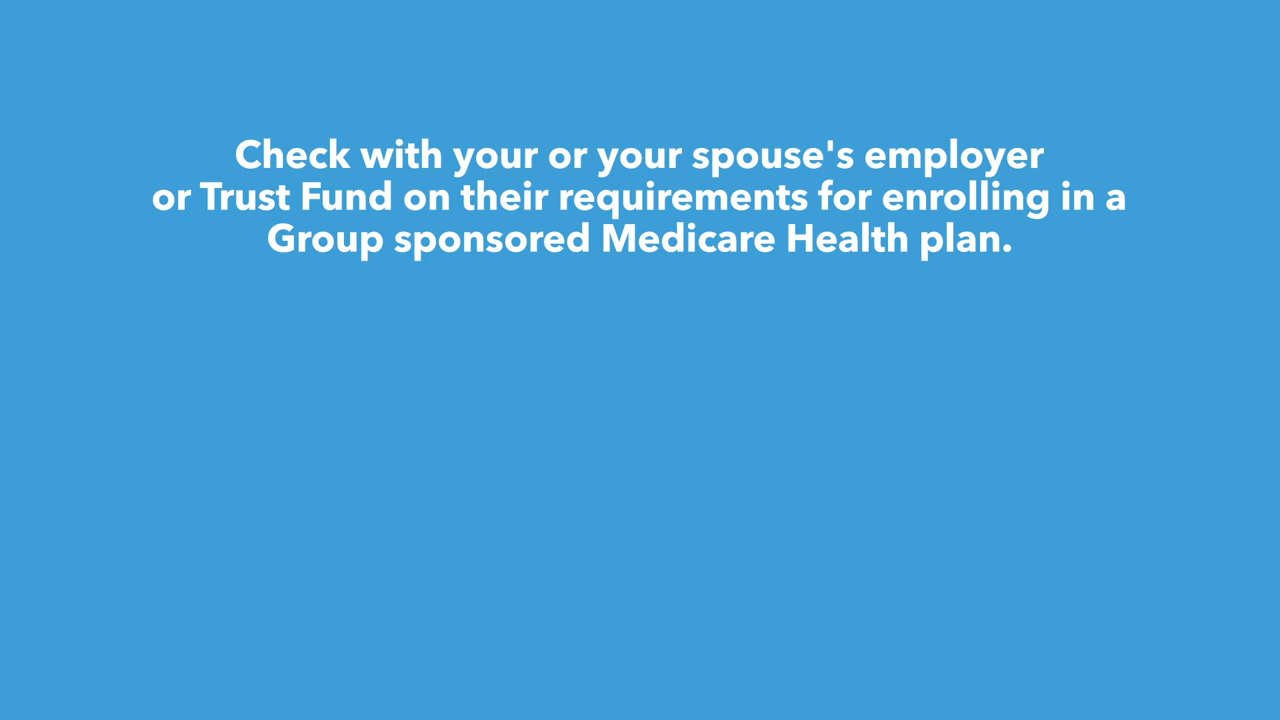 Check with your or your spouse's employer
or Trust Fund on their requirements for enrolling in a
Group sponsored Medicare Health plan.